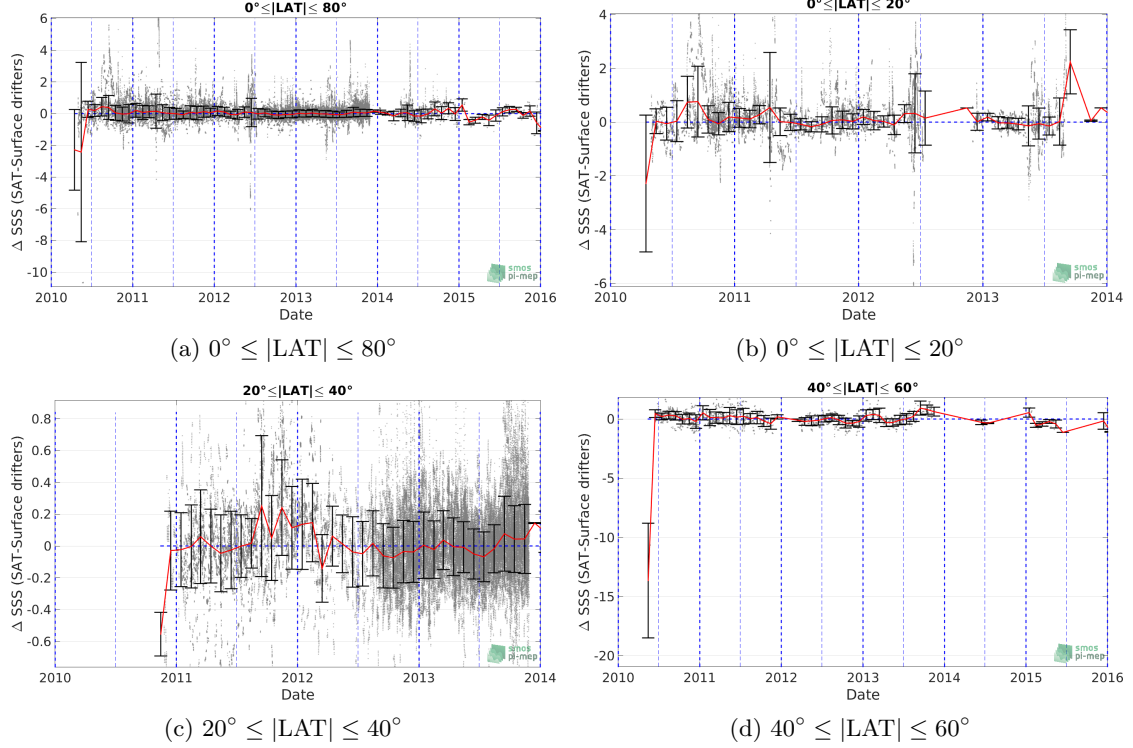 0°≤|LAT|≤ 80°
Δ SSS (SAT-Surface drifters)
6
4
2
0
-2
-4
-6
-8
-10
2010 2011 2012 2013 2014 2015 2016
Date
smos
pi-mep
(a) 0° ≤ |LAT| ≤ 80°
0°≤|LAT|≤ 20°
Δ SSS (SAT-Surface drifters)
4
2
0
-2
-4
-6
2010 2011 2012 2013 2014
Date
smos
pi-mep
(b) 0° ≤ |LAT| ≤ 20°
20°≤|LAT|≤ 40°
Δ SSS (SAT-Surface drifters)
0.8
0.6
0.4
0.2
0
-0.2
-0.4
-0.6
2010 2011 2012 2013 2014
Date
smos
pi-mep
(c) 20° ≤ |LAT| ≤ 40°
40°≤|LAT|≤ 60°
Δ SSS (SAT-Surface drifters)
0
-5
-10
-15
-20
2010 2011 2012 2013 2014 2015 2016
Date
smos
pi-mep
(d) 40° ≤ |LAT| ≤ 60°